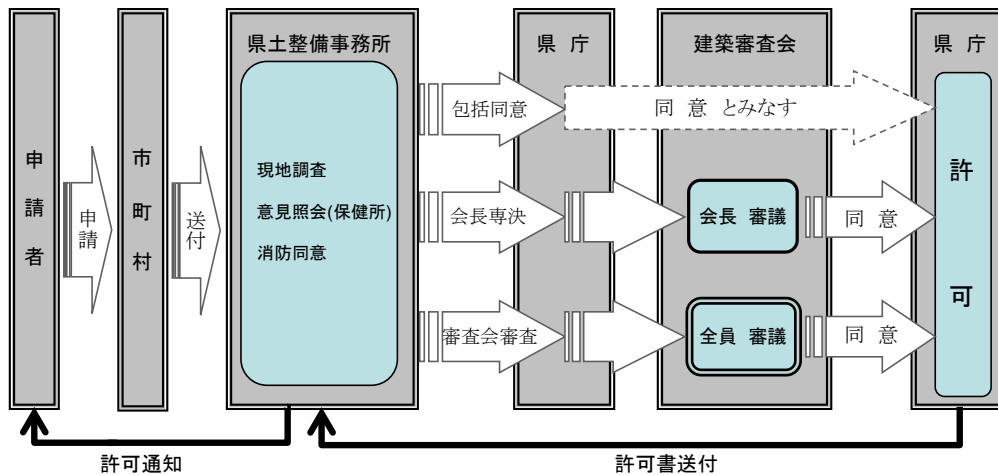 申請者
申請
市町村
送付
県土整備事務所
現地調査
意見照会(保健所)
消防同意
包括同意
会長専決
審査会審査
県 庁
建築審査会
同 意 とみなす
会長 審議
全員 審議
同 意
同 意
県 庁
許可
許可通知
許可書送付